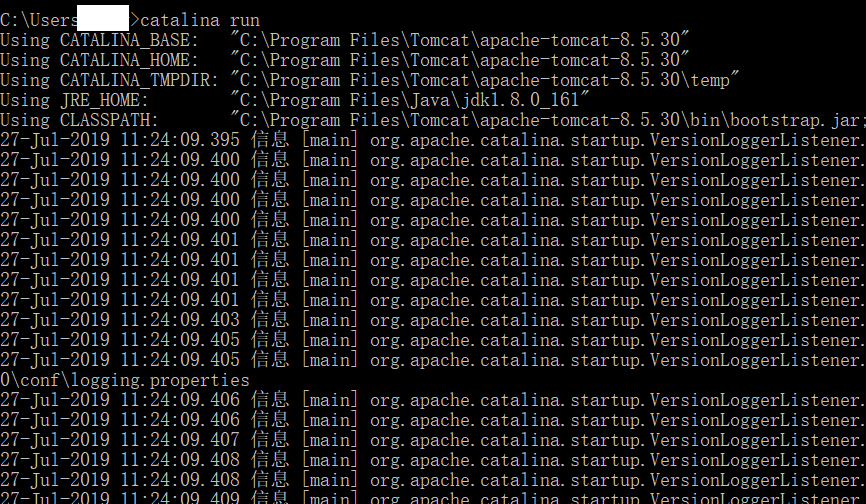 C:\Users >catalina run
Using CATALINA_BASE: "C:\Program Files\Tomcat\apache-tomcat-8.5.30"
Using CATALINA_HOME: "C:\Program Files\Tomcat\apache-tomcat-8.5.30"
Using CATALINA_TMPDIR: "C:\Program Files\Tomcat\apache-tomcat-8.5.30\temp"
Using JRE_HOME: "C:\Program Files\Java\jdk1.8.0_161"
Using CLASSPATH: "C:\Program Files\Tomcat\apache-tomcat-8.5.30\bin\bootstrap.jar;
27-Jul-2019 11:24:09.395 信息 [main] org.apache.catalina.startup.VersionLoggerListener.
27-Jul-2019 11:24:09.400 信息 [main] org.apache.catalina.startup.VersionLoggerListener.
27-Jul-2019 11:24:09.400 信息 [main] org.apache.catalina.startup.VersionLoggerListener.
27-Jul-2019 11:24:09.400 信息 [main] org.apache.catalina.startup.VersionLoggerListener.
27-Jul-2019 11:24:09.400 信息 [main] org.apache.catalina.startup.VersionLoggerListener.
27-Jul-2019 11:24:09.401 信息 [main] org.apache.catalina.startup.VersionLoggerListener.
27-Jul-2019 11:24:09.401 信息 [main] org.apache.catalina.startup.VersionLoggerListener.
27-Jul-2019 11:24:09.401 信息 [main] org.apache.catalina.startup.VersionLoggerListener.
27-Jul-2019 11:24:09.401 信息 [main] org.apache.catalina.startup.VersionLoggerListener.
27-Jul-2019 11:24:09.403 信息 [main] org.apache.catalina.startup.VersionLoggerListener.
27-Jul-2019 11:24:09.405 信息 [main] org.apache.catalina.startup.VersionLoggerListener.
27-Jul-2019 11:24:09.405 信息 [main] org.apache.catalina.startup.VersionLoggerListener.
0\conf\logging.properties
27-Jul-2019 11:24:09.406 信息 [main] org.apache.catalina.startup.VersionLoggerListener.
27-Jul-2019 11:24:09.406 信息 [main] org.apache.catalina.startup.VersionLoggerListener.
27-Jul-2019 11:24:09.407 信息 [main] org.apache.catalina.startup.VersionLoggerListener.
27-Jul-2019 11:24:09.408 信息 [main] org.apache.catalina.startup.VersionLoggerListener.
27-Jul-2019 11:24:09.408 信息 [main] org.apache.catalina.startup.VersionLoggerListener.
27-Jul-2019 11:24:09.409 信息 [main] org.apache.catalina.startup.VersionLoggerListener.